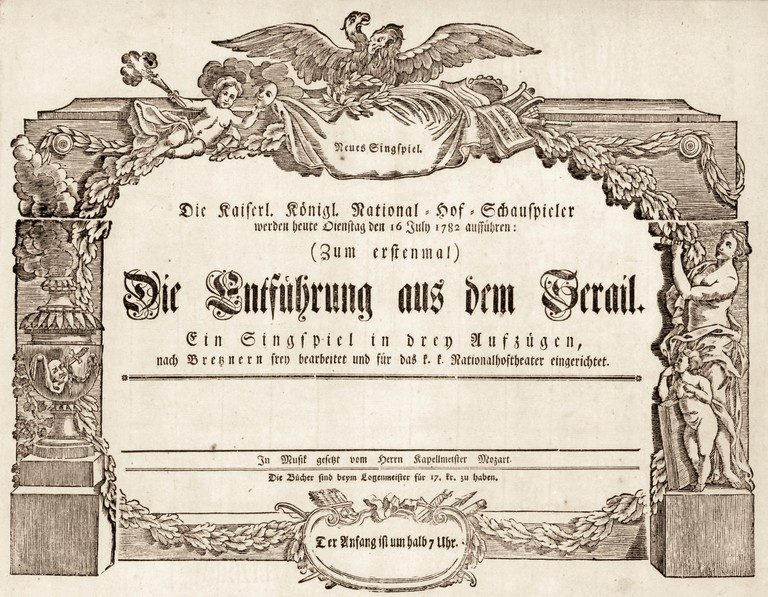 Neues Singspiel.
Die Kaiserl. Königl. National-Hof-Schauspieler
werden heute Dienstag den 16 July 1782 aufführen:
(Zum erstenmal)
Die Entführung aus dem Serail.
Ein Singspiel in drey Aufzügen,
nach Bretznern frey bearbeitet und für das k. k. Nationalhoftheater eingerichtet.
In Musik gesetzt vom Herrn Kapellmeister Mozart.
Die Bücher sind beym Logenmeister für 17. kr. zu haben.
Der Anfang ist um halb 7 Uhr.